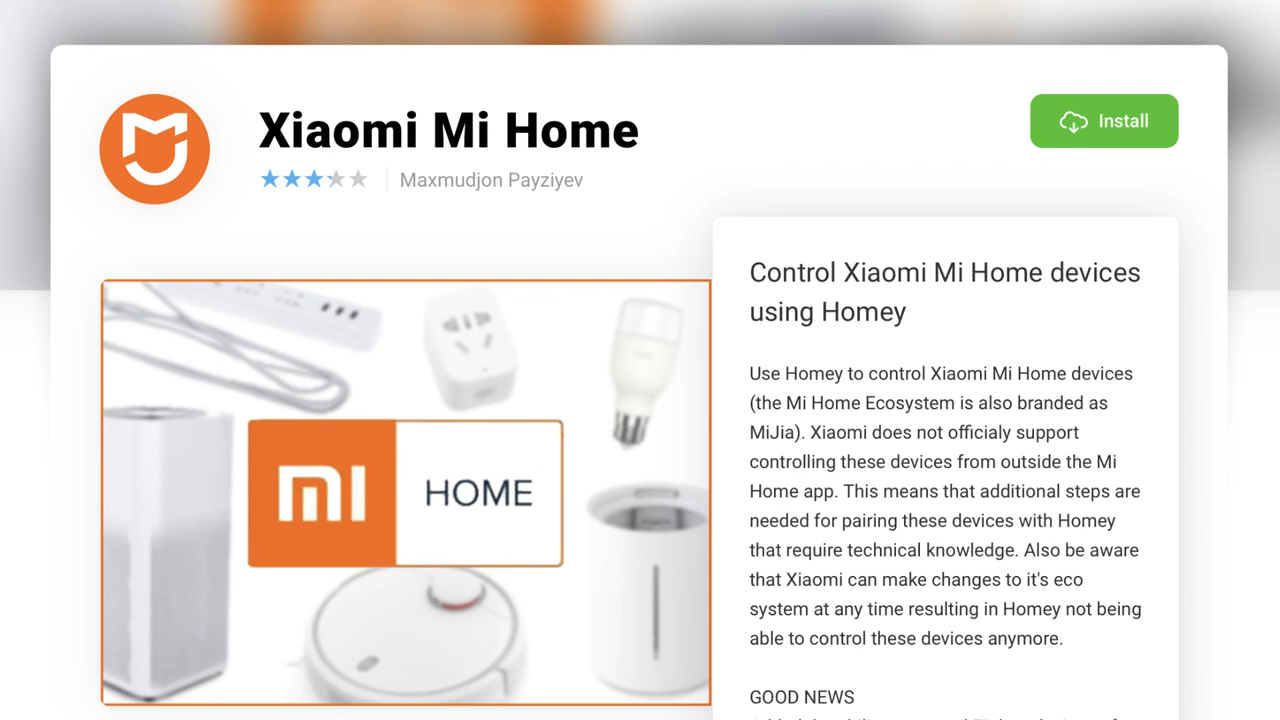 Xiaomi Mi Home
Install
Maxmudjon Payziyev
Control Xiaomi Mi Home devices
using Homey
Use Homey to control Xiaomi Mi Home devices
(the Mi Home Ecosystem is also branded as
MiJia). Xiaomi does not officialy support
controlling these devices from outside the Mi
Home app. This means that additional steps are
needed for pairing these devices with Homey
that require technical knowledge. Also be aware
that Xiaomi can make changes to it's eco
system at any time resulting in Homey not being
able to control these devices anymore.
GOOD NEWS
mi HOME